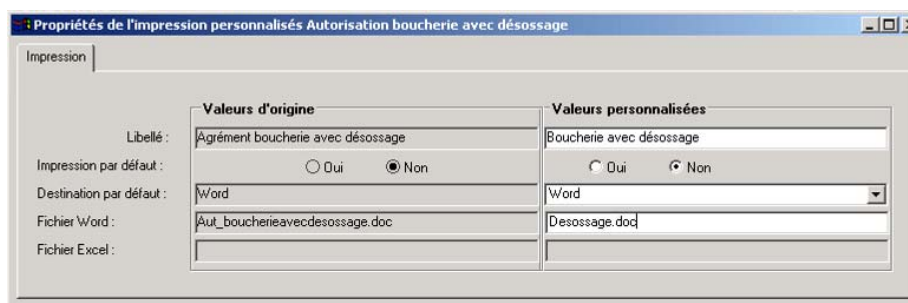 Propriétés de l'impression personnalisés Autorisation boucherie avec désossage
Impression
Valeurs d'origine Valeurs personnalisées
Libellé : Agrément boucherie avec désossage Boucherie avec désossage
Impression par défaut : Oui Non Oui Non
Destination par défaut : Word Word
Fichier Word : Aut_boucherieavecdesossage.doc Desossage.doc
Fichier Excel :